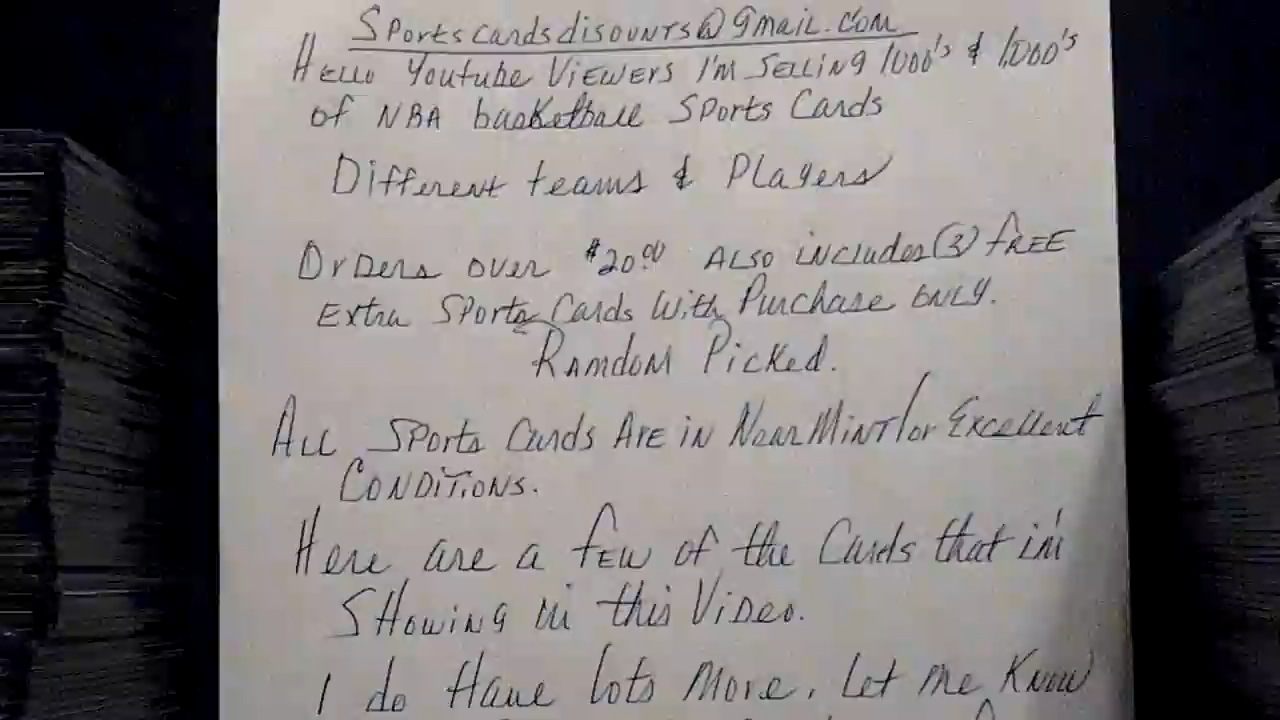 Sportscardsdisounts@gmail.com
Hello Youtube Viewers I'm Selling 1000's & 1,000's
of NBA basketball Sports Cards
Different teams & Players
Orders over $20.00 Also includes (3) FREE
Extra Sports Cards With Purchase ONLY.
Ramdom Picked.
All Sports Cards Are in Near Mint/or Excellent
Conditions.
Here are a few of the Cards that i'm
Showing in this Video.
I do Have lots More, Let Me Know